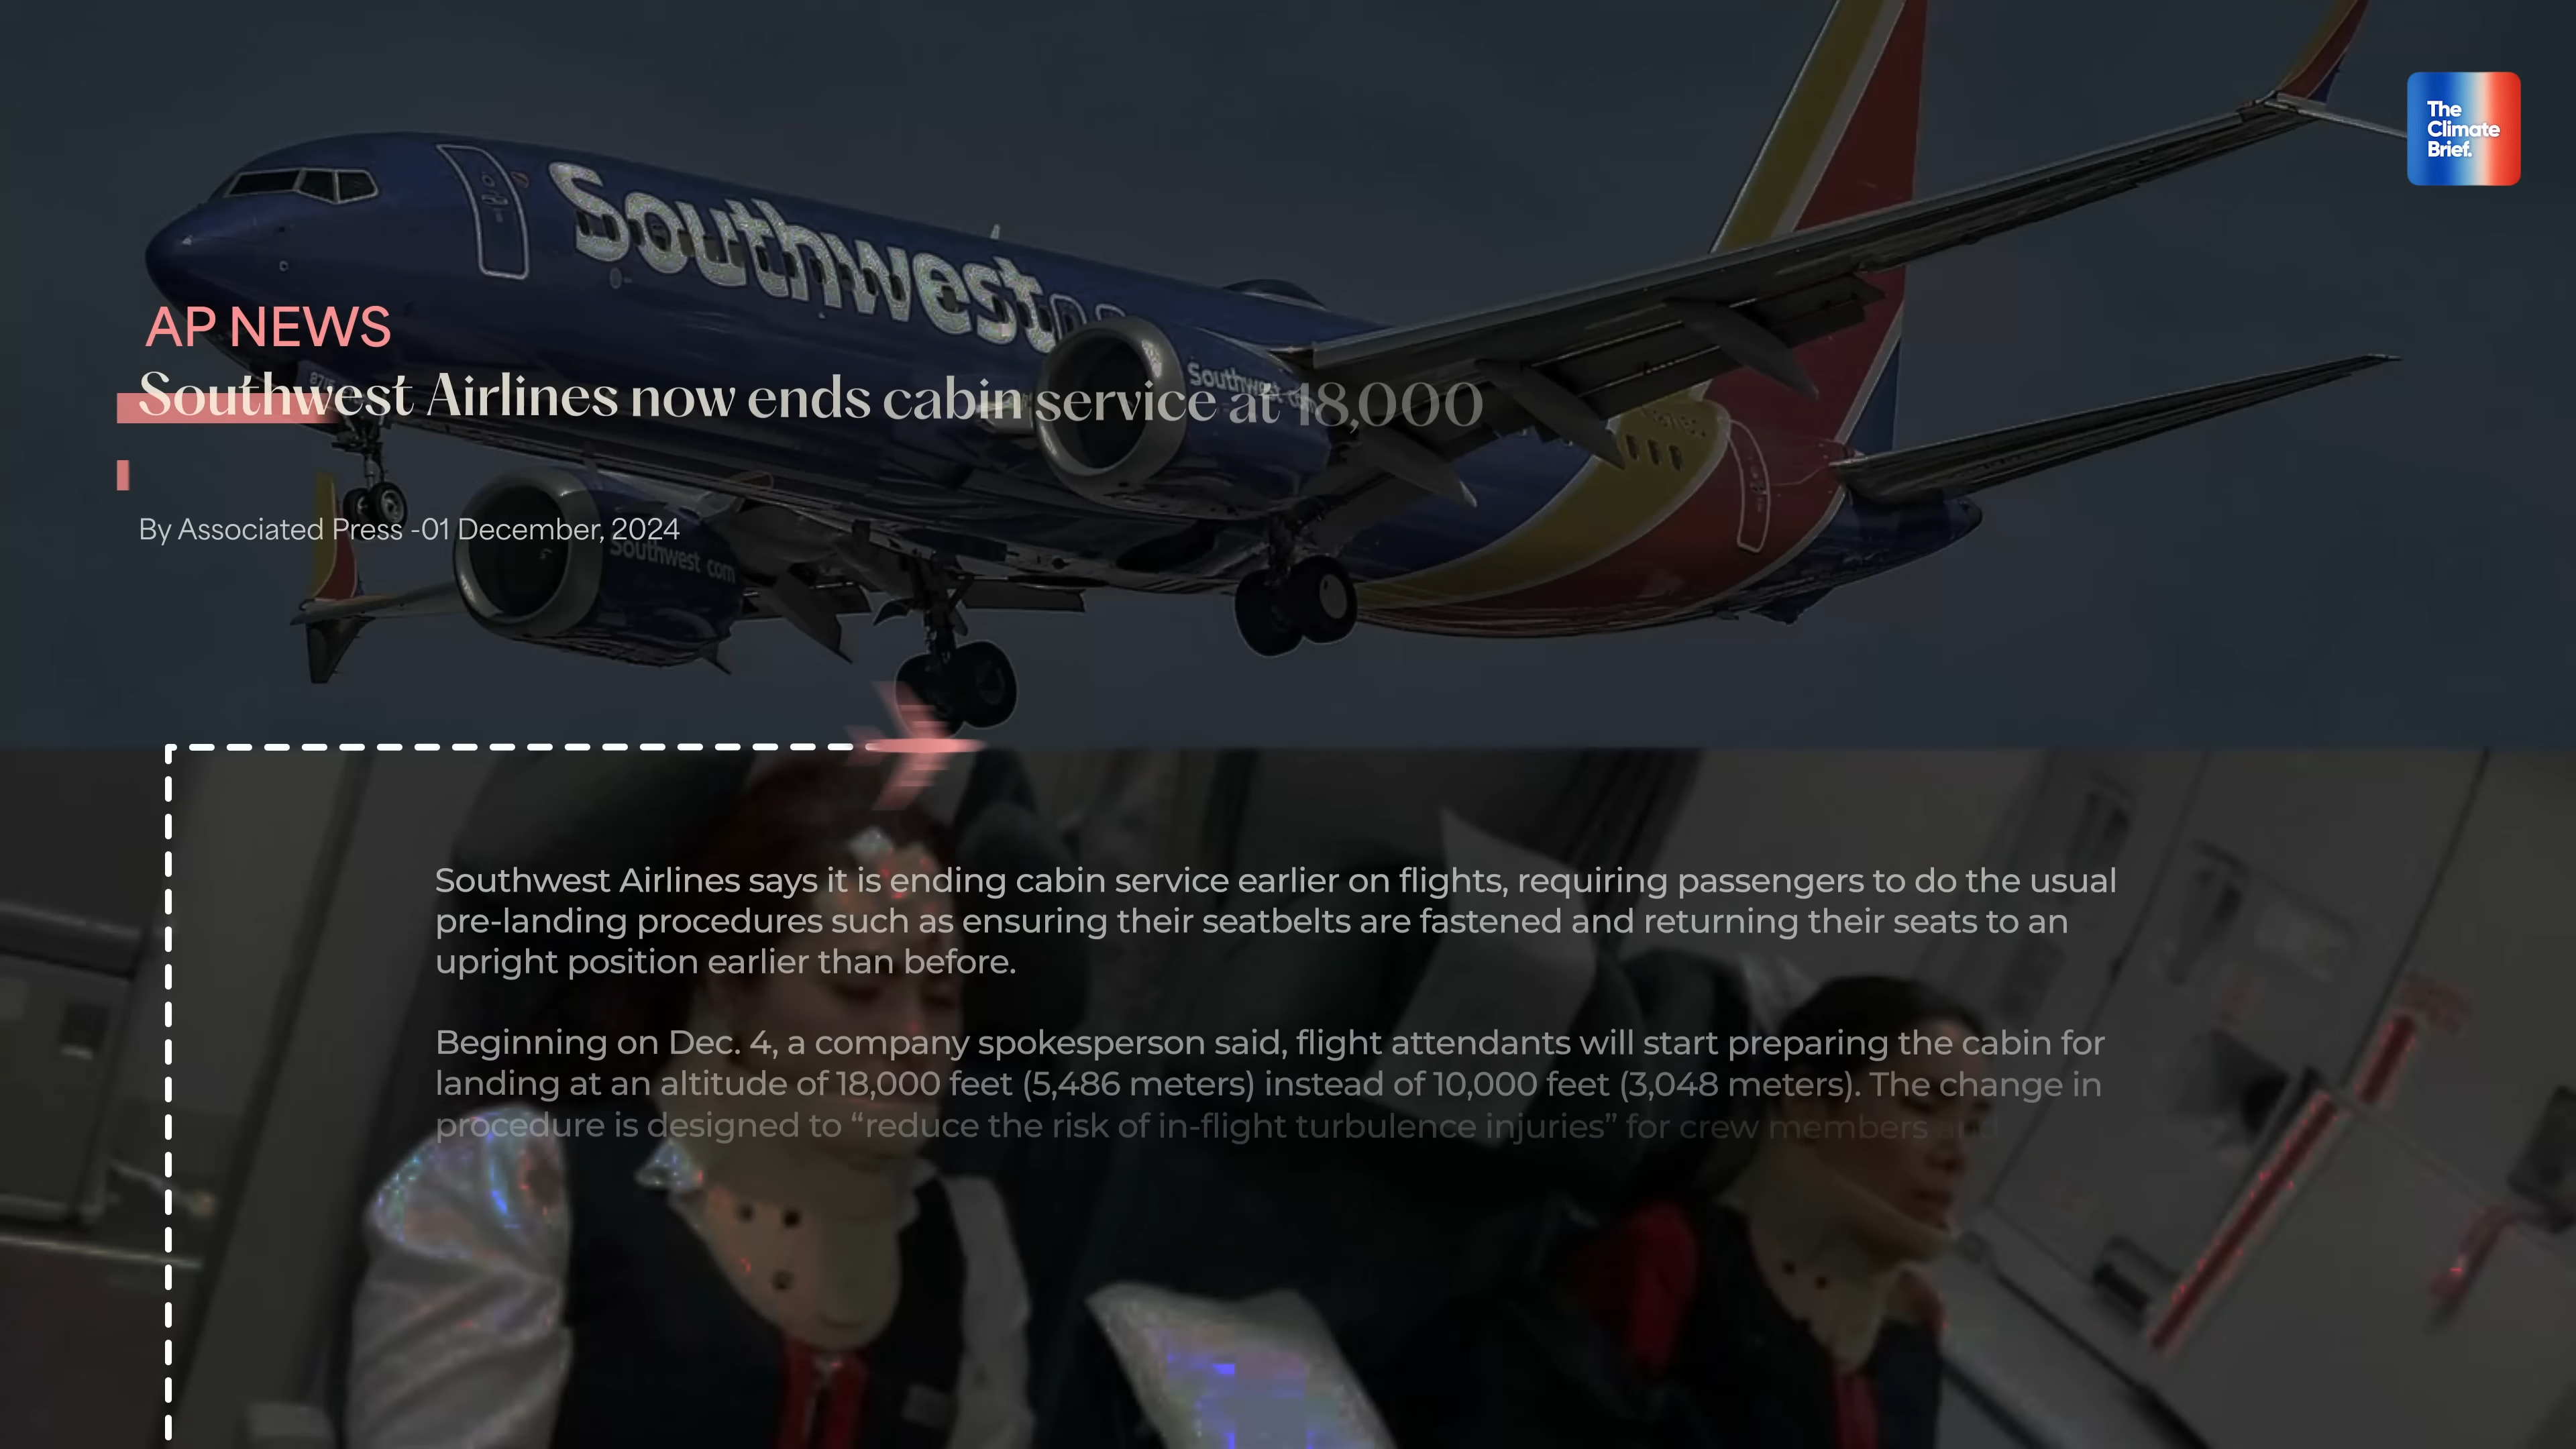 The
Climate
Brief.
Southwest
AP NEWS
Southwest Airlines now ends cabin service at 18,000
By Associated Press -01 December, 2024
Southwest com
Southwest Airlines says it is ending cabin service earlier on flights, requiring passengers to do the usual
pre-landing procedures such as ensuring their seatbelts are fastened and returning their seats to an
upright position earlier than before.
Beginning on Dec. 4, a company spokesperson said, flight attendants will start preparing the cabin for
landing at an altitude of 18,000 feet (5,486 meters) instead of 10,000 feet (3,048 meters). The change in
procedure is designed to “reduce the risk of in-flight turbulence injuries” for crew members and